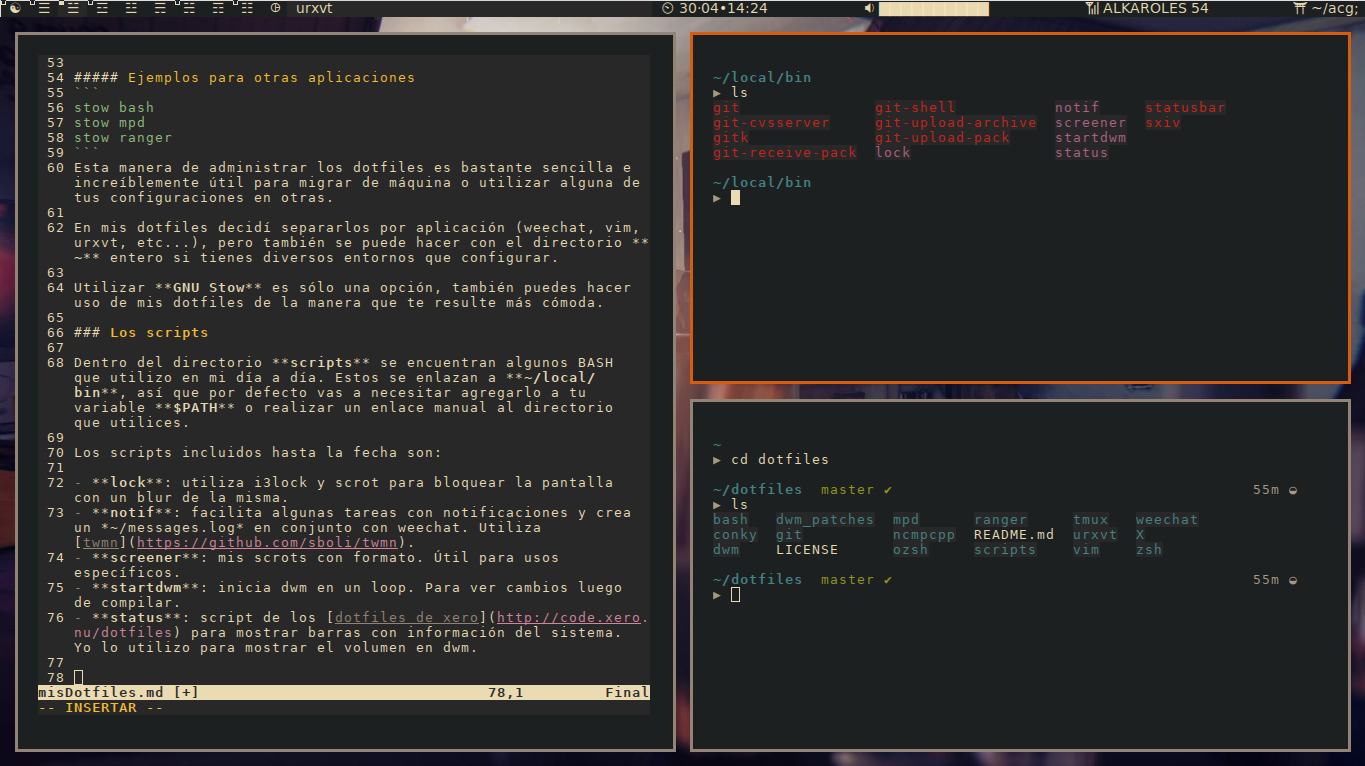 ☯ ☰ ☱ ☲ ☳ ☴ ☵ ☶ ☷ urxvt 30·04•14:24 ALKAROLES 54 ~/acg;
53
54 ##### Ejemplos para otras aplicaciones
55 ```
56 stow bash
57 stow mpd
58 stow ranger
59 ```
60 Esta manera de administrar los dotfiles es bastante sencilla e
increíblemente útil para migrar de máquina o utilizar alguna de
tus configuraciones en otras.
61
62 En mis dotfiles decidí separarlos por aplicación (weechat, vim,
urxvt, etc...), pero también se puede hacer con el directorio **
~** entero si tienes diversos entornos que configurar.
63
64 Utilizar **GNU Stow** es sólo una opción, también puedes hacer
uso de mis dotfiles de la manera que te resulte más cómoda.
65
66 ### Los scripts
67
68 Dentro del directorio **scripts** se encuentran algunos BASH
que utilizo en mi día a día. Estos se enlazan a **~/local/
bin**, así que por defecto vas a necesitar agregarlo a tu
variable **$PATH** o realizar un enlace manual al directorio
que utilices.
69
70 Los scripts incluidos hasta la fecha son:
71
72 - **lock**: utiliza i3lock y scrot para bloquear la pantalla
con un blur de la misma.
73 - **notif**: facilita algunas tareas con notificaciones y crea
un *~/messages.log* en conjunto con weechat. Utiliza
[twmn](https://github.com/sboli/twmn).
74 - **screener**: mis scrots con formato. Útil para usos
específicos.
75 - **startdwm**: inicia dwm en un loop. Para ver cambios luego
de compilar.
76 - **status**: script de los [dotfiles de xero](http://code.xero.
nu/dotfiles) para mostrar barras con información del sistema.
Yo lo utilizo para mostrar el volumen en dwm.
77
78
misDotfiles.md [+] 78,1 Final
-- INSERTAR --
~/local/bin
▶ ls
git git-shell notif statusbar
git-cvsserver git-upload-archive screener sxiv
gitk git-upload-pack startdwm
git-receive-pack lock status
~/local/bin
▶
~
▶ cd dotfiles
~/dotfiles master ✔ 55m ◒
▶ ls
bash dwm_patches mpd ranger tmux weechat
conky git ncmpcpp README.md urxvt X
dwm LICENSE ozsh scripts vim zsh
~/dotfiles master ✔ 55m ◒
▶